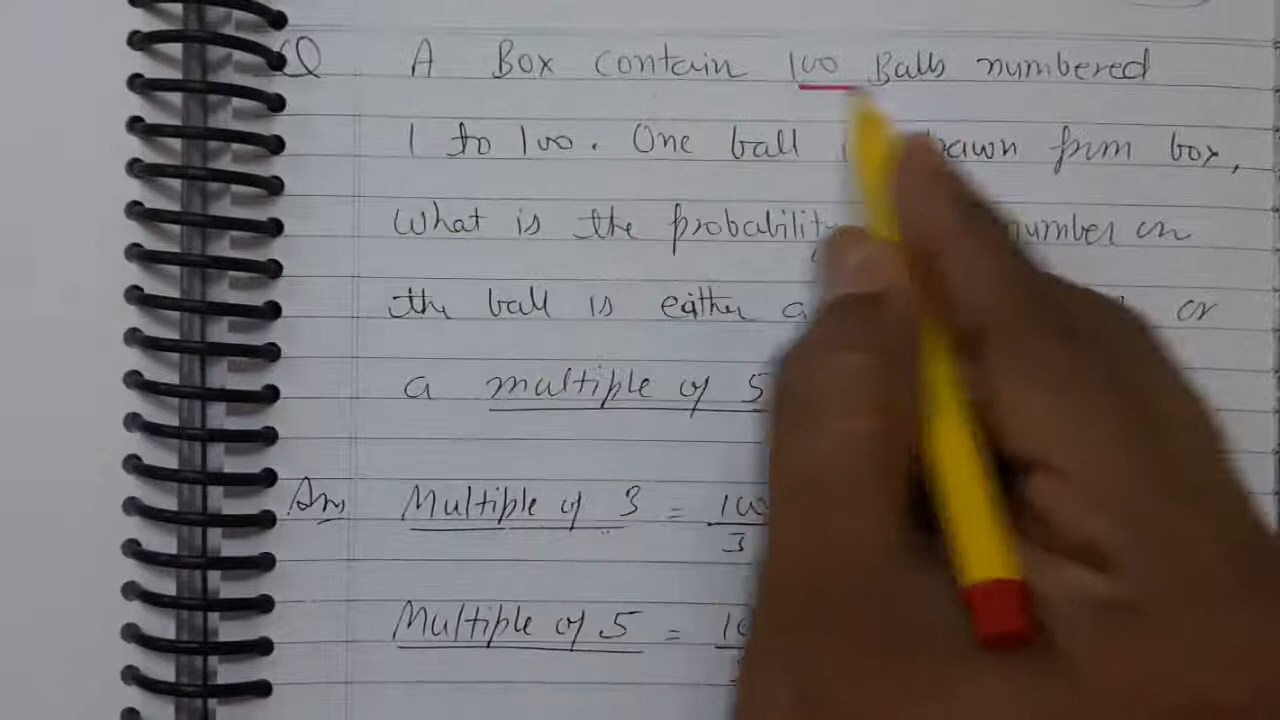 Q A Box contain 100 Balls numbered
1 to 100. One ball from box,
What is the probability number on
the ball is either a or
a multiple of 5
Ans Multiple of 3 = 100 / 3
Multiple of 5 =